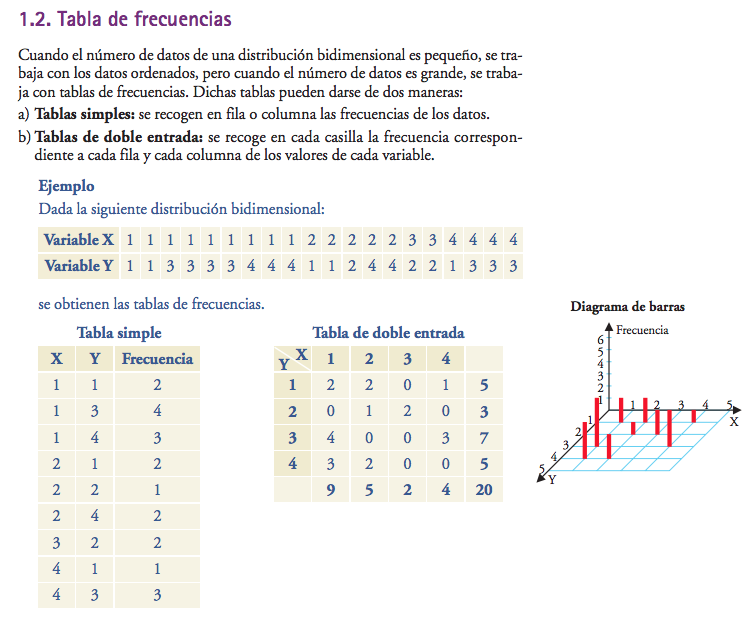 1.2. Tabla de frecuencias
Cuando el número de datos de una distribución bidimensional es pequeño, se tra-
baja con los datos ordenados, pero cuando el número de datos es grande, se traba-
ja con tablas de frecuencias. Dichas tablas pueden darse de dos maneras:
a) Tablas simples: se recogen en fila o columna las frecuencias de los datos.
b) Tablas de doble entrada: se recoge en cada casilla la frecuencia correspon-
diente a cada fila y cada columna de los valores de cada variable.
Ejemplo
Dada la siguiente distribución bidimensional:
Variable X 1 1 1 1 1 1 1 1 1 2 2 2 2 2 3 3 4 4 4 4
Variable Y 1 1 3 3 3 3 4 4 4 1 1 2 4 4 2 2 1 3 3 3
se obtienen las tablas de frecuencias.
Tabla simple
X Y Frecuencia
1 1 2
1 3 4
1 4 3
2 1 2
2 2 1
2 4 2
3 2 2
4 1 1
4 3 3
Tabla de doble entrada
Y X 1 2 3 4
1 2 2 0 1 5
2 0 1 2 0 3
3 4 0 0 3 7
4 3 2 0 0 5
9 5 2 4 20
Diagrama de barras
Frecuencia
6
5
4
3
2
1
1 2 3 4 5
X
1
2
3
4
5
Y